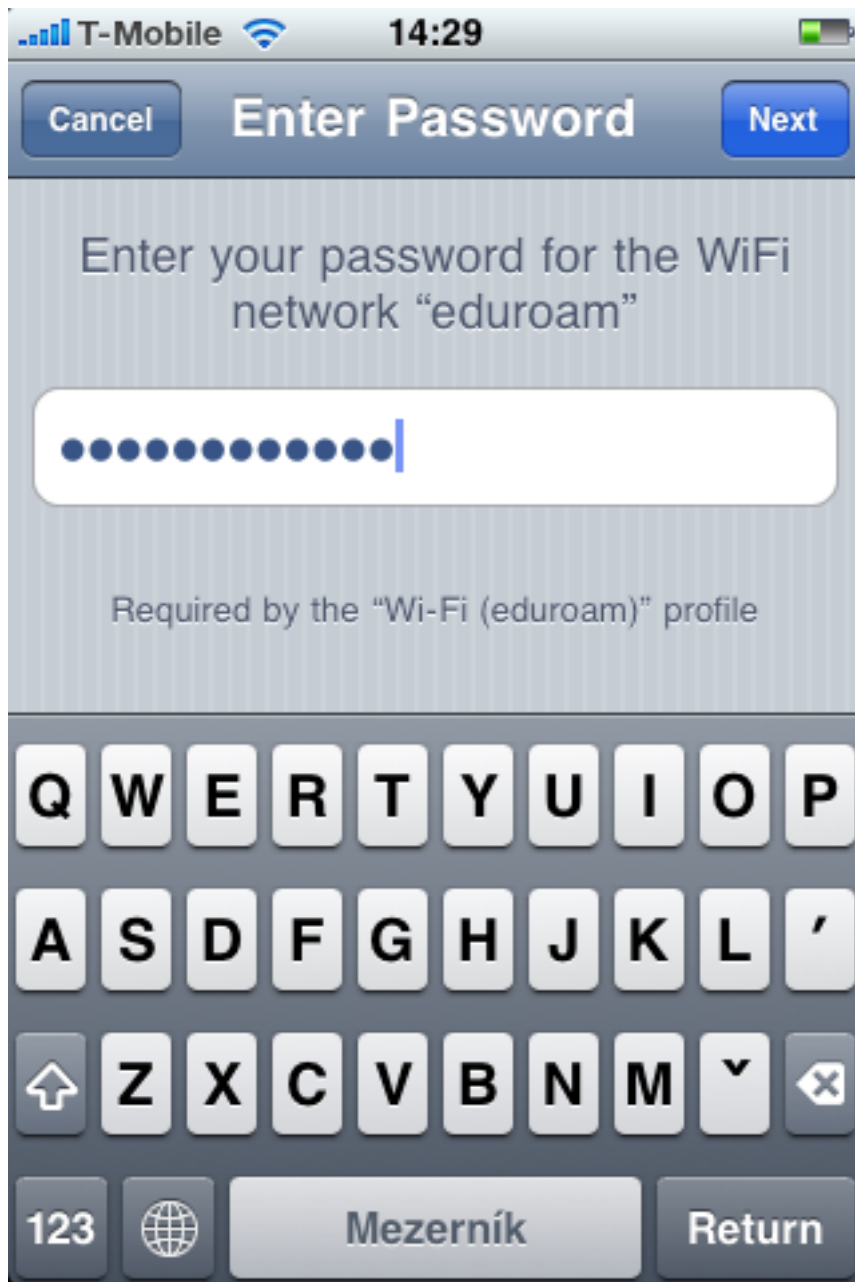 T-Mobile 14:29
Cancel Enter Password Next
Enter your password for the WiFi
network “eduroam”
••••••••••••
Required by the “Wi-Fi (eduroam)” profile
Q W E R T Y U I O P
A S D F G H J K L ′
Z X C V B N M ˇ
123 Mezerník Return